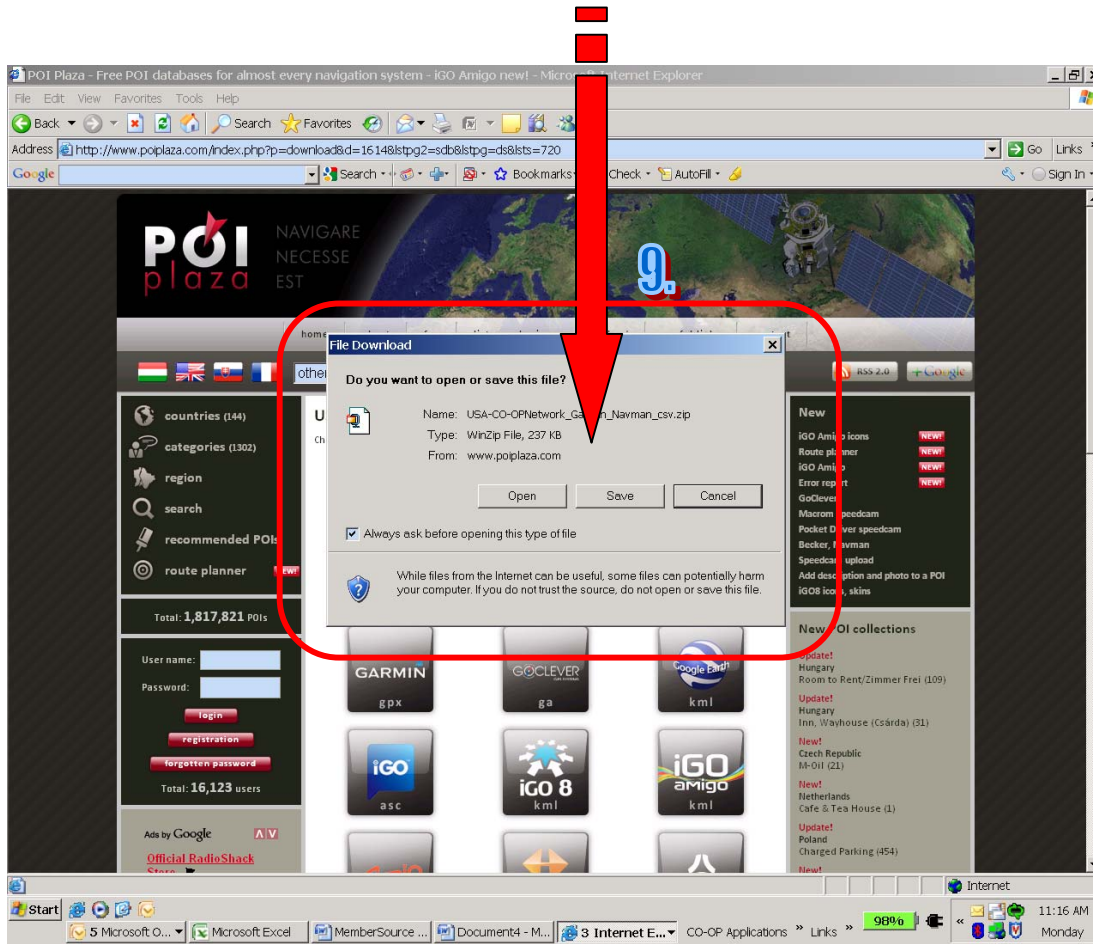 POI Plaza - Free POI databases for almost every navigation system - iGO Amigo new! - Microsoft Internet Explorer
File Edit View Favorites Tools Help
Back Search Favorites
Address http://www.poiplaza.com/index.php?p=download&d=1614&lstpg2=sdb&lstpg=ds&lsts=720 Go Links »
Google Search Bookmarks Check AutoFill Sign In
POI plaza
NAVIGARE
NECESSE
EST
9.
RSS 2.0 + Google
countries (144)
categories (1302)
region
search
recommended POIs
route planner NEW!
Total: 1,817,821 POIs
User name:
Password:
login
registration
forgotten password
Total: 16,123 users
Ads by Google
Official RadioShack
Store
File Download
Do you want to open or save this file?
Name: USA-CO-OPNetwork_Ga n_Navman_csv.zip
Type: WinZip File, 237 KB
From: www.poiplaza.com
Open Save Cancel
Always ask before opening this type of file
While files from the Internet can be useful, some files can potentially harm
your computer. If you do not trust the source, do not open or save this file.
GARMIN
gpx
GOCLEVER
ga
Google Earth
kml
iGO
asc
iGO 8
kml
iGO
amigo
kml
New
iGO Amigo icons NEW!
Route planner NEW!
iGO Amigo NEW!
Error report NEW!
GoClever
Macrom speedcam
Pocket Driver speedcam
Becker, Navman
Speedcam upload
Add description and photo to a POI
iGO8 icons, skins
New POI collections
Update!
Hungary
Room to Rent/Zimmer Frei (109)
Update!
Hungary
Inn, Wayhouse (Csárda) (31)
New!
Czech Republic
M-Oil (21)
New!
Netherlands
Cafe & Tea House (1)
Update!
Poland
Charged Parking (454)
New!
Internet
Start
5 Microsoft O... Microsoft Excel MemberSource ... Document4 - M... 3 Internet E... CO-OP Applications » Links » 98% « 11:16 AM
Monday